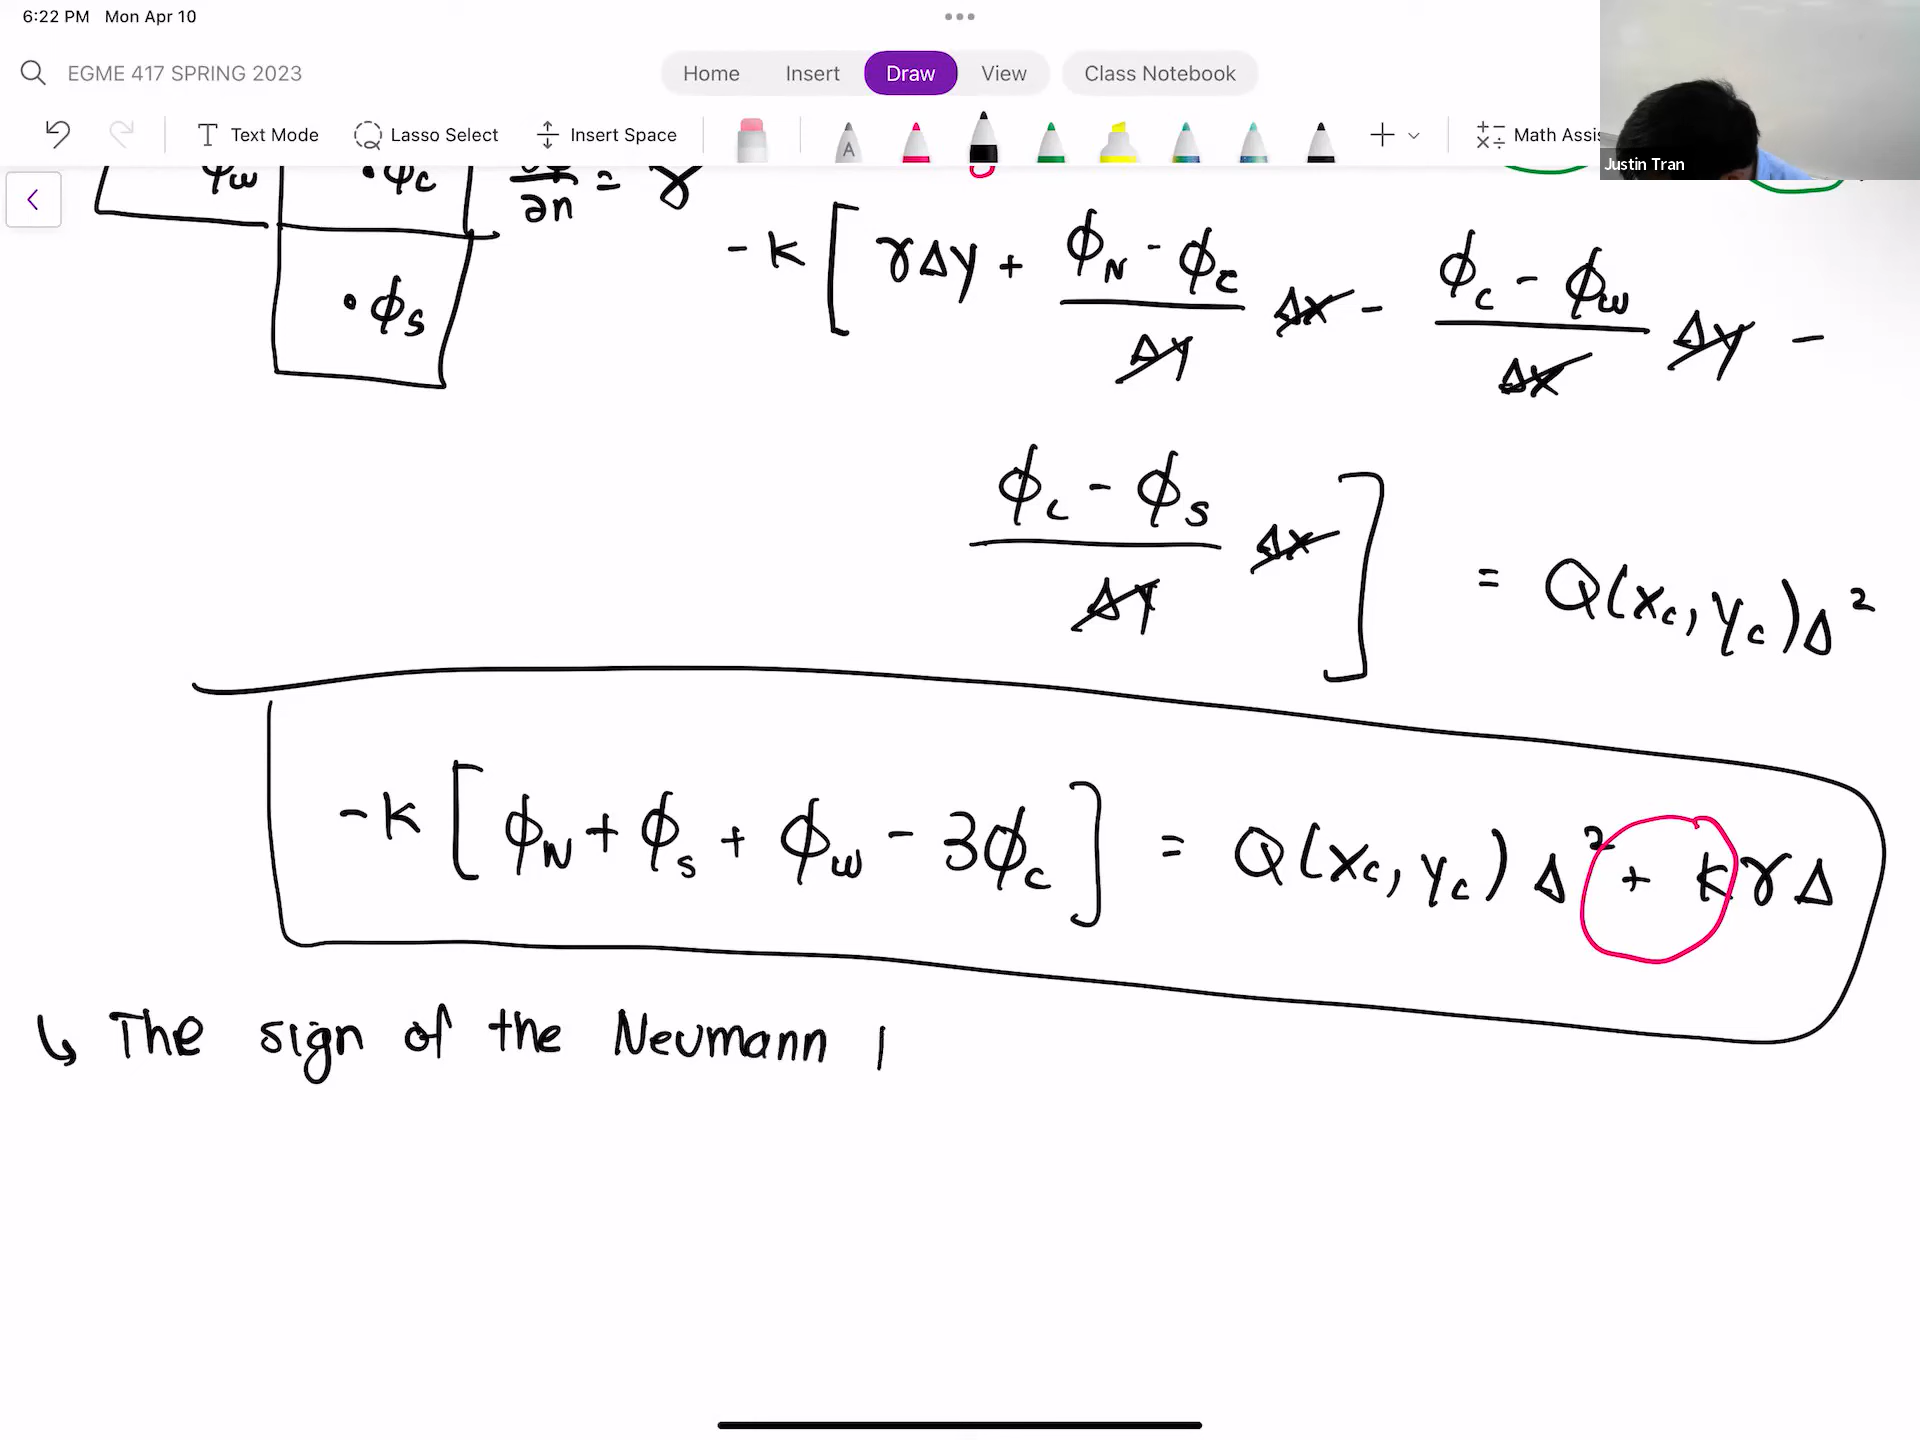 6:22 PM Mon Apr 10
EGME 417 SPRING 2023
Home Insert Draw View Class Notebook
Text Mode Lasso Select Insert Space A Math Assis
Justin Tran
ϕw ·ϕc ∂ϕ/∂n = γ
·ϕs
-k [ γΔy + (ϕN - ϕc)/Δy Δx - (ϕc - ϕw)/Δx Δy -
(ϕc - ϕs)/Δy Δx ] = Q(xc, yc)Δ²
-k [ ϕN + ϕs + ϕw - 3ϕc ] = Q(xc, yc) Δ² + kγΔ
↳ The sign of the Neumann